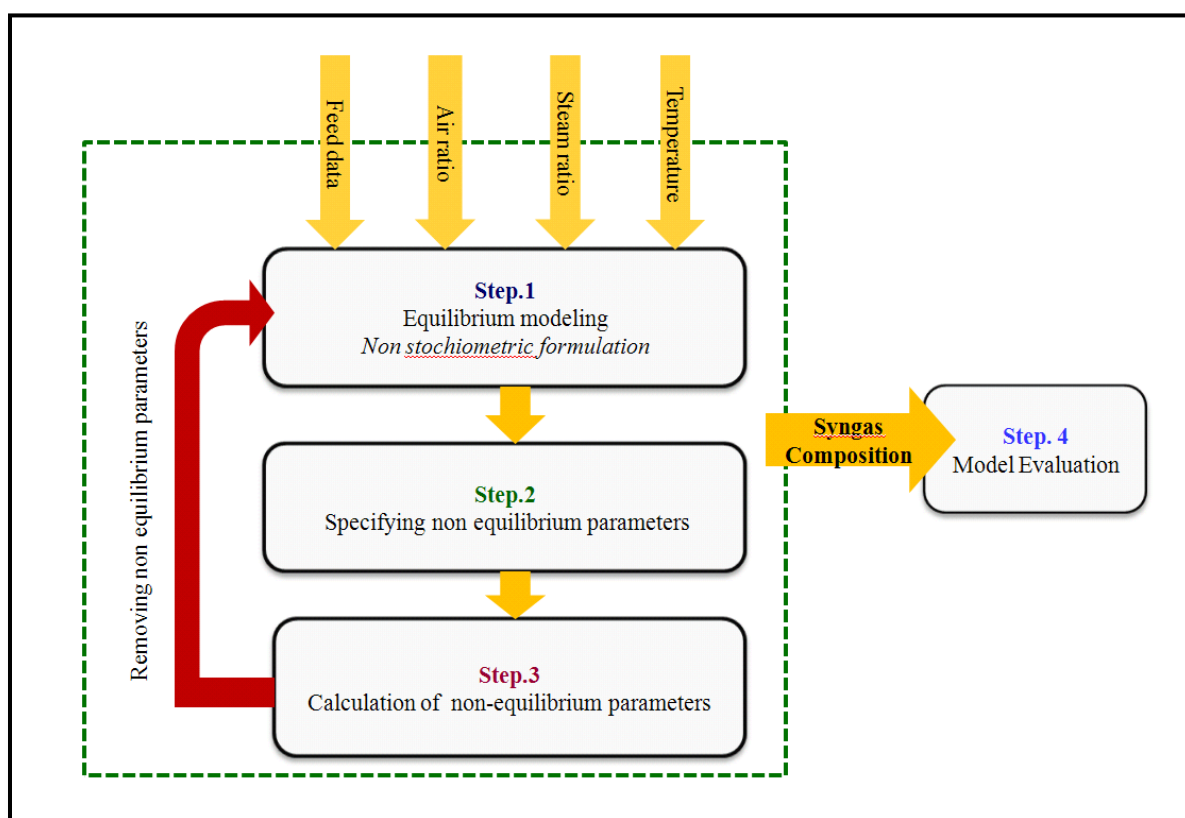 Feed data
Air ratio
Steam ratio
Temperature
Step.1
Equilibrium modeling
Non stochiometric formulation
Removing non equilibrium parameters
Step.2
Specifying non equilibrium parameters
Step.3
Calculation of non-equilibrium parameters
Syngas
Composition
Step. 4
Model Evaluation